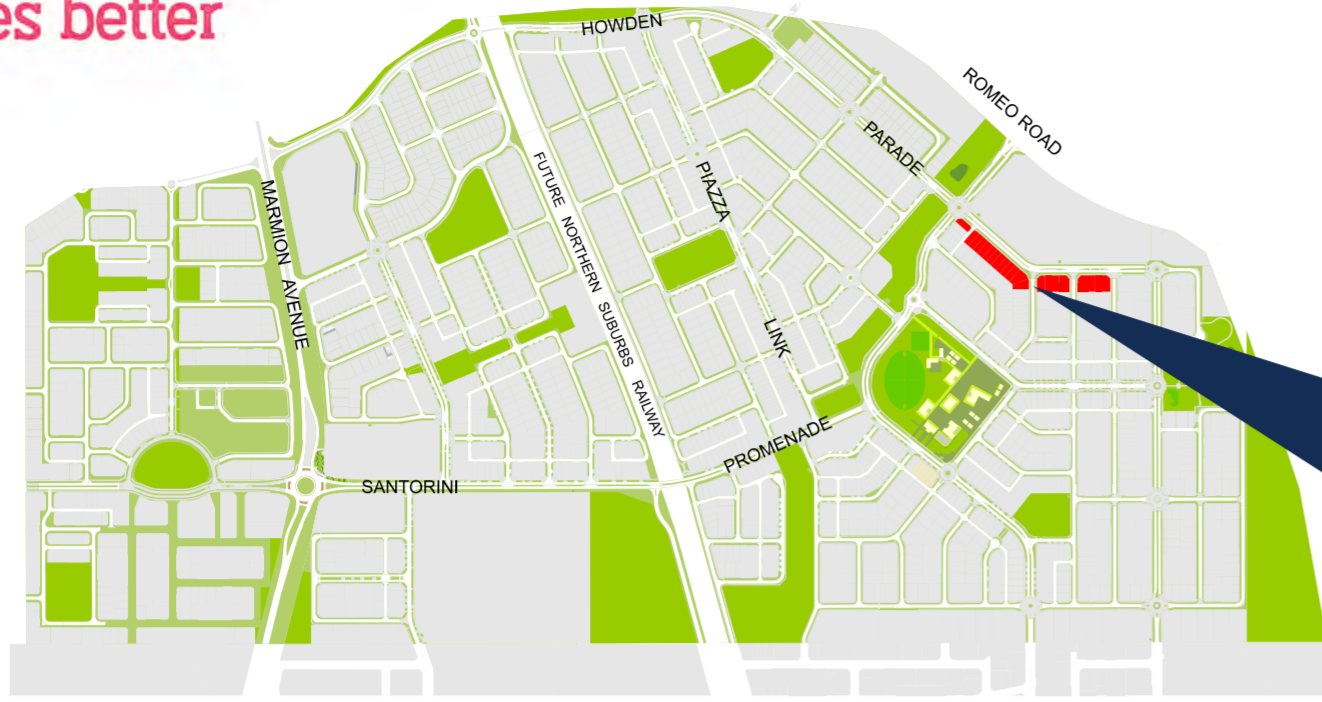 es better
HOWDEN
PARADE
ROMEO ROAD
MARMION AVENUE
FUTURE NORTHERN SUBURBS RAILWAY
PIAZZA
LINK
PROMENADE
SANTORINI